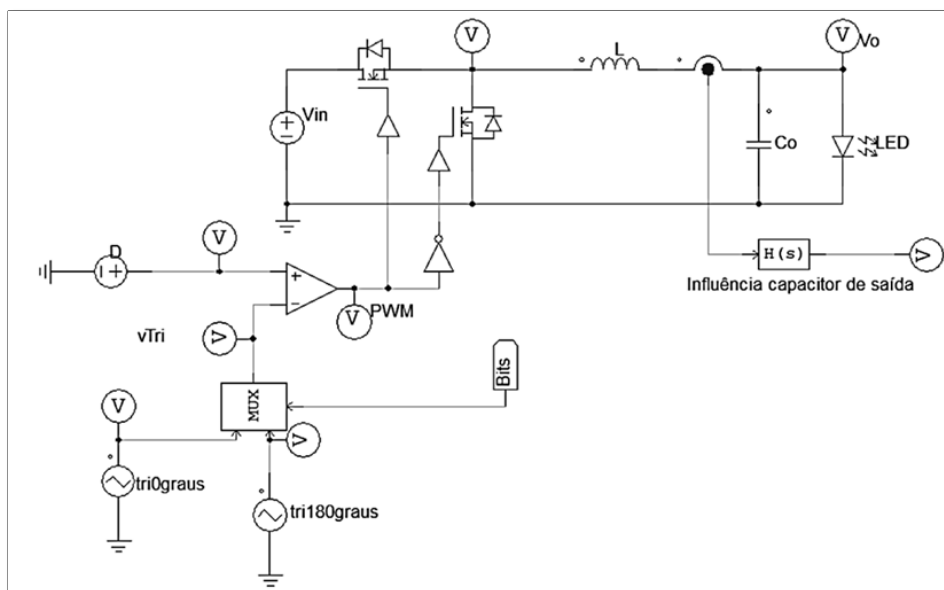 V
V
Vo
L
Vin
Co
LED
D
V
H(s)
V
Influência capacitor de saída
PWM
V
vTri
V
Bits
MUX
V
V
tri0graus
tri180graus